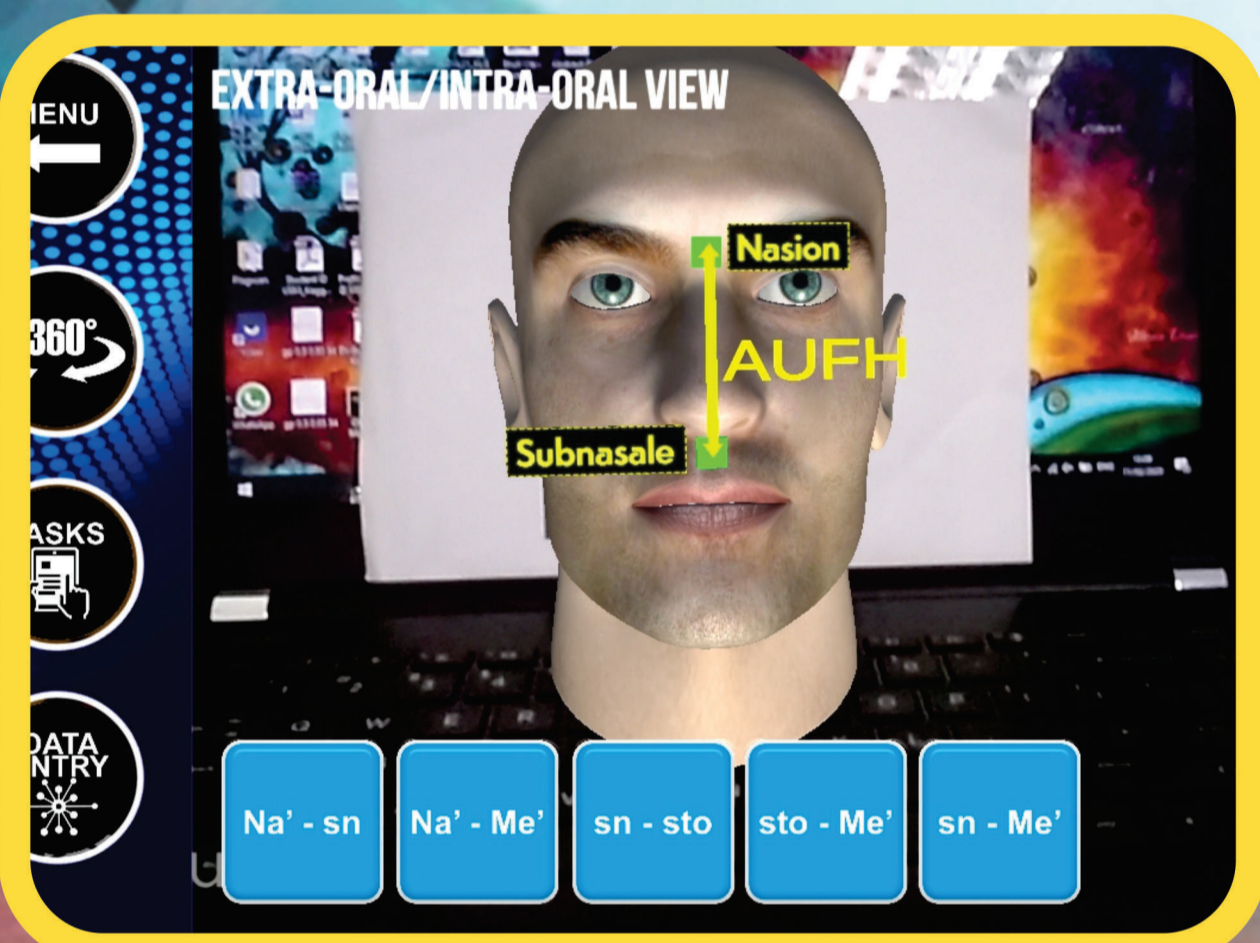 EXTRA-ORAL/INTRA-ORAL VIEW
ENU
360°
ASKS
DATA
NTRY
Nasion
AUFH
Subnasale
WhatsApp
Q W E R
Na' - sn
Na' - Me'
sn - sto
sto - Me'
sn - Me'